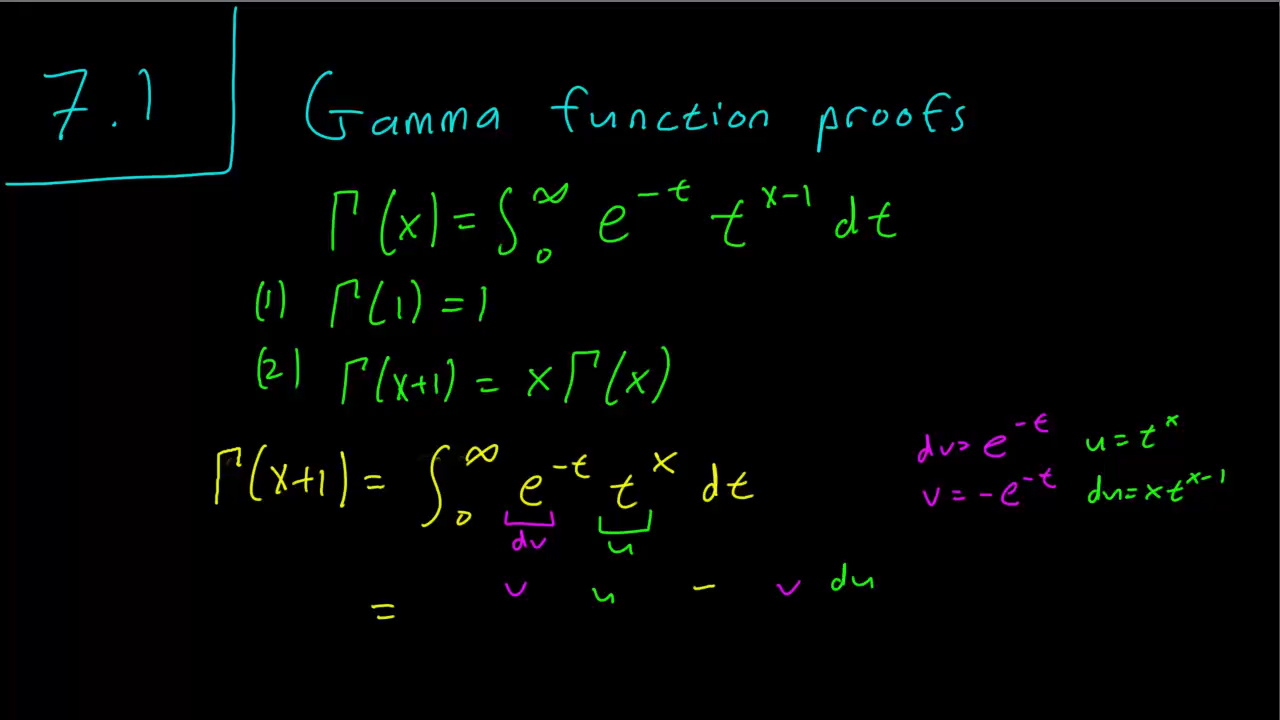 7.1 Gamma function proofs
Γ(x) = ∫₀^∞ e^{-t} t^{x-1} dt
(1) Γ(1) = 1
(2) Γ(x+1) = xΓ(x)
Γ(x+1) = ∫₀^∞ e^{-t} t^x dt
dv u
= v u - v du
dv= e^{-t} u = t^x
v = -e^{-t} du = x t^{x-1}